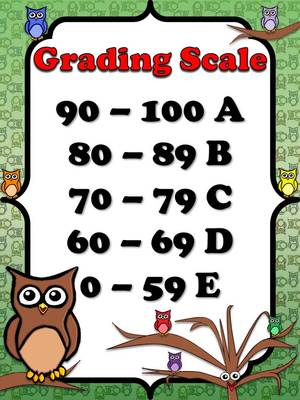 Grading Scale
90 – 100 A
80 – 89 B
70 – 79 C
60 – 69 D
0 – 59 E